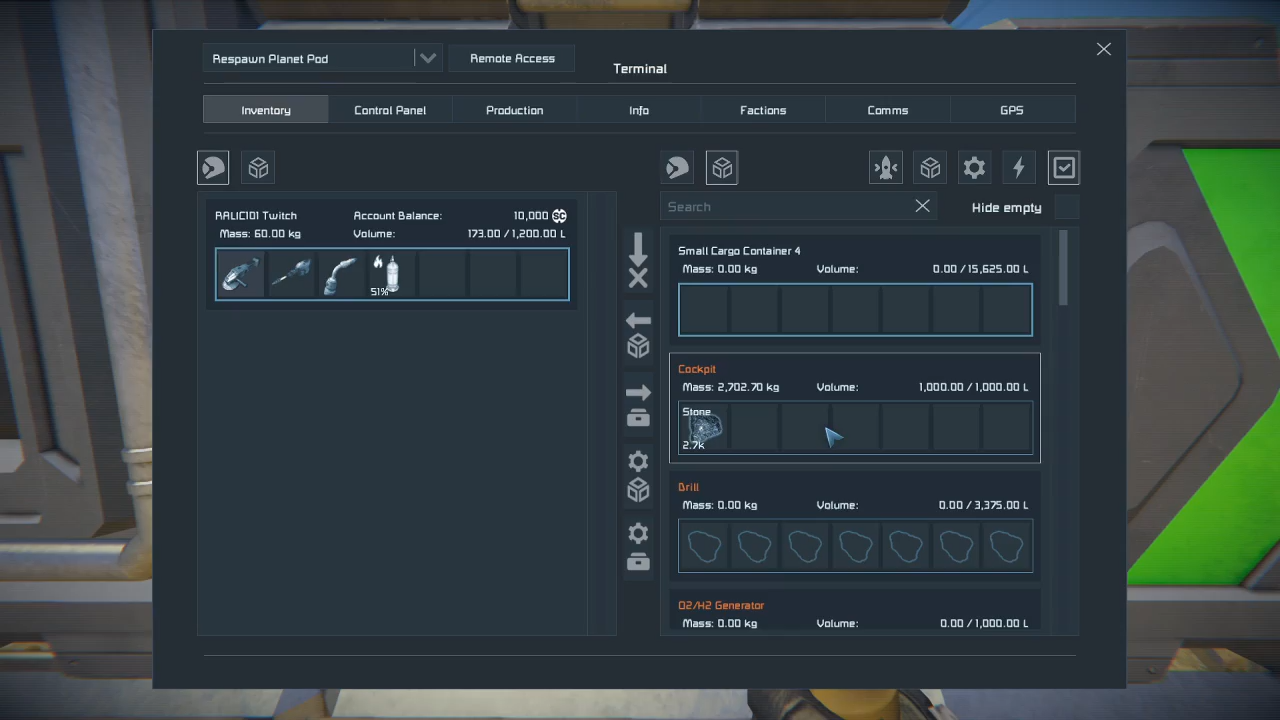 Respawn Planet Pod
Remote Access
Terminal
Inventory
Control Panel
Production
Info
Factions
Comms
GPS
RALIC101 Twitch
Account Balance:
10,000 SC
Mass: 60.00 kg
Volume:
173.00 / 1,200.00 L
51%
Search
Hide empty
Small Cargo Container 4
Mass: 0.00 kg
Volume:
0.00 / 15,625.00 L
Cockpit
Mass: 2,702.70 kg
Volume:
1,000.00 / 1,000.00 L
Stone
2.7k
Drill
Mass: 0.00 kg
Volume:
0.00 / 3,375.00 L
O2/H2 Generator
Mass: 0.00 kg
Volume:
0.00 / 1,000.00 L